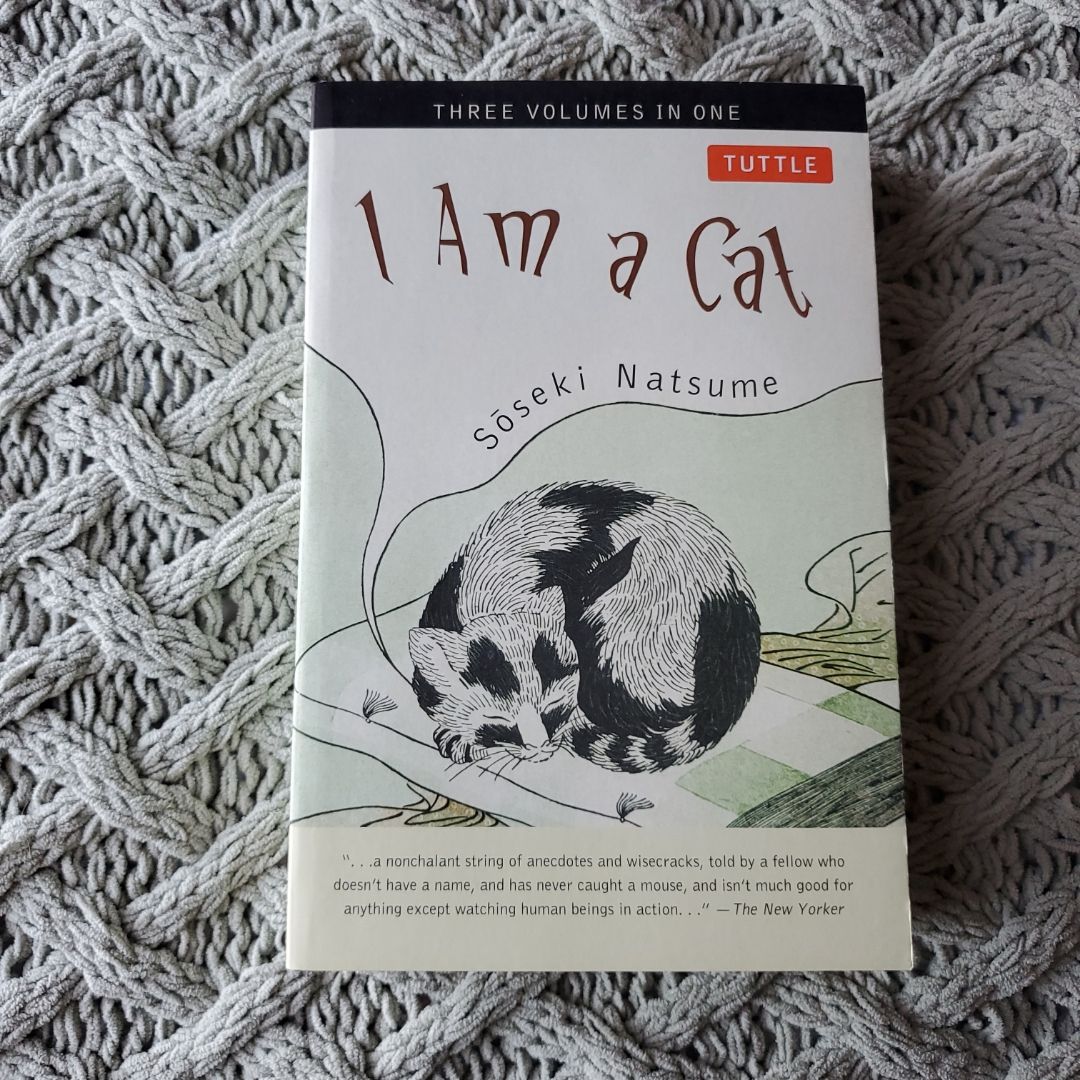 THREE VOLUMES IN ONE
TUTTLE
I Am a Cat
Sōseki Natsume
". . .a nonchalant string of anecdotes and wisecracks, told by a fellow who
doesn't have a name, and has never caught a mouse, and isn't much good for
anything except watching human beings in action. . ." — The New Yorker